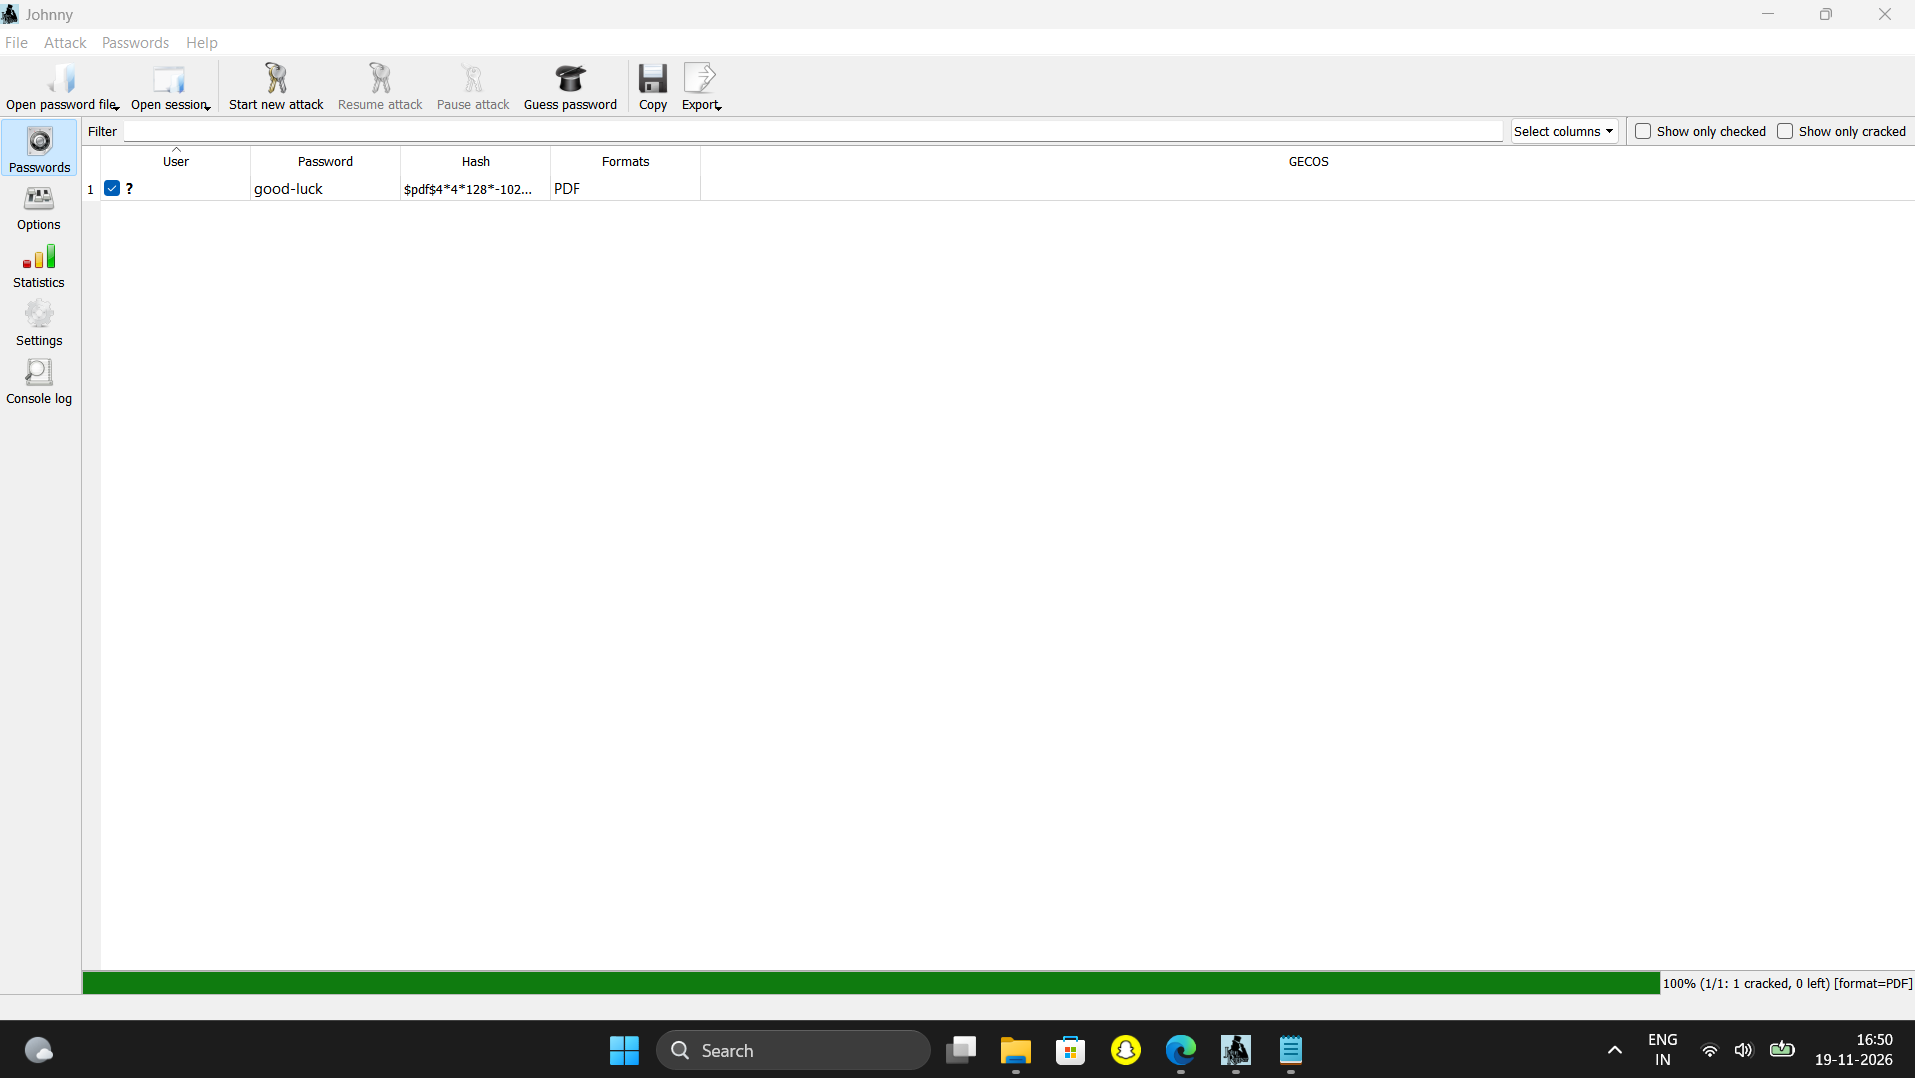 Johnny
File Attack Passwords Help
Open password file Open session Start new attack Resume attack Pause attack Guess password Copy Export
Filter Select columns Show only checked Show only cracked
Passwords
Options
Statistics
Settings
Console log
User Password Hash Formats GECOS
1 ? good-luck $pdf$4*4*128*-102... PDF
100% (1/1: 1 cracked, 0 left) [format=PDF]
Search
ENG
IN
16:50
19-11-2026